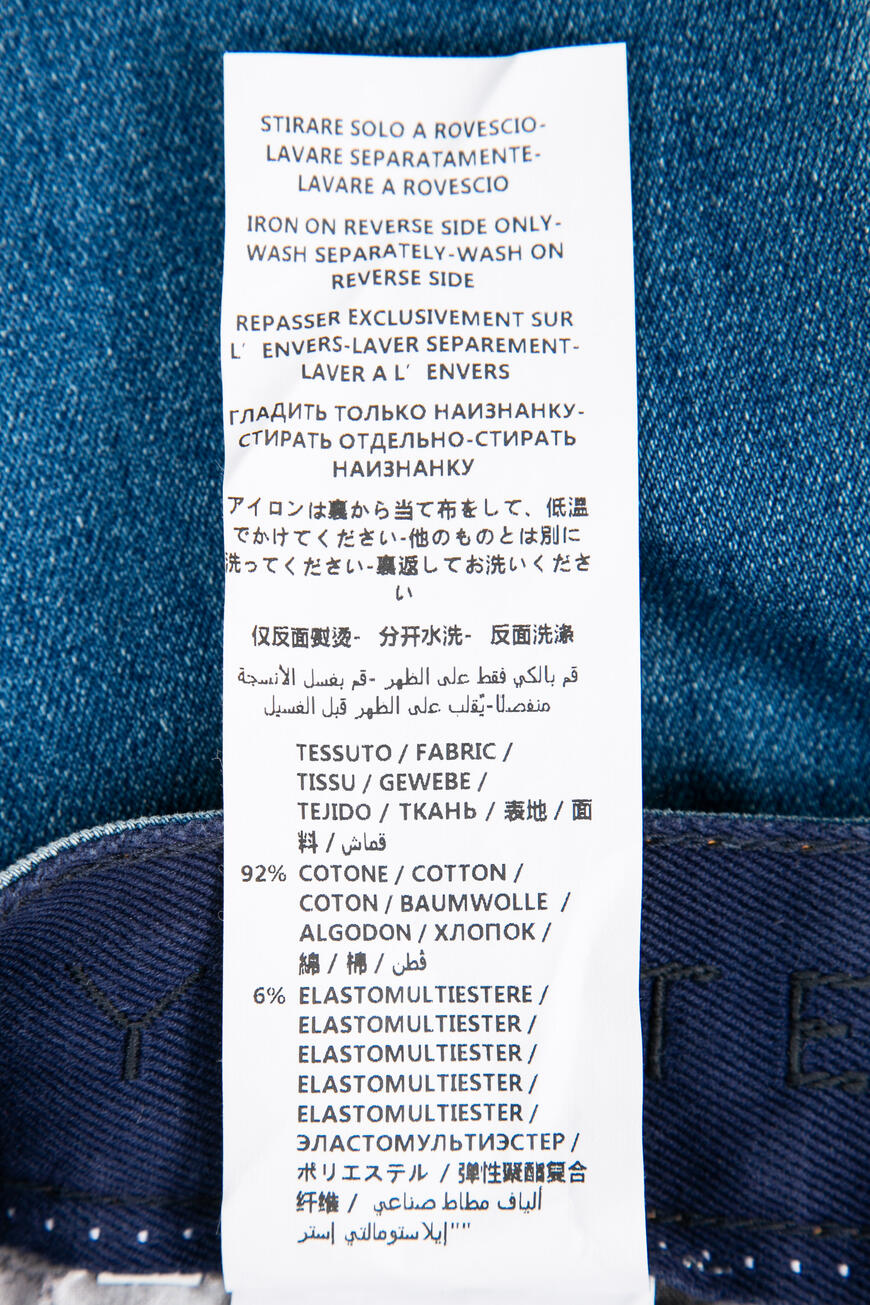 STIRARE SOLO A ROVESCIO-
LAVARE SEPARATAMENTE-
LAVARE A ROVESCIO
IRON ON REVERSE SIDE ONLY-
WASH SEPARATELY-WASH ON
REVERSE SIDE
REPASSER EXCLUSIVEMENT SUR
L' ENVERS-LAVER SEPAREMENT-
LAVER A L' ENVERS
ГЛАДИТЬ ТОЛЬКО НАИЗНАНКУ-
СТИРАТЬ ОТДЕЛЬНО-СТИРАТЬ
НАИЗНАНКУ
アイロンは裏から当て布をして、低温
でかけてください-他のものとは別に
洗ってください-裏返してお洗いくださ
い
仅反面熨烫- 分开水洗- 反面洗涤
قم بالكي فقط على الظهر -قم بغسل الأنسجة
منفصلًا-يُقلب على الظهر قبل الغسيل
TESSUTO / FABRIC /
TISSU / GEWEBE /
TEJIDO / ТКАНЬ / 表地 / 面
料 / قماش
92% COTONE / COTTON /
COTON / BAUMWOLLE /
ALGODON / ХЛОПОК /
綿 / 棉 / قُطن
6% ELASTOMULTIESTERE /
ELASTOMULTIESTER /
ELASTOMULTIESTER /
ELASTOMULTIESTER /
ELASTOMULTIESTER /
ЭЛАСТОМУЛЬТИЭСТЕР /
ポリエステル / 弹性聚酯复合
纤维 / ألياف مطاط صناعي
""إيلاستومالتي إستر